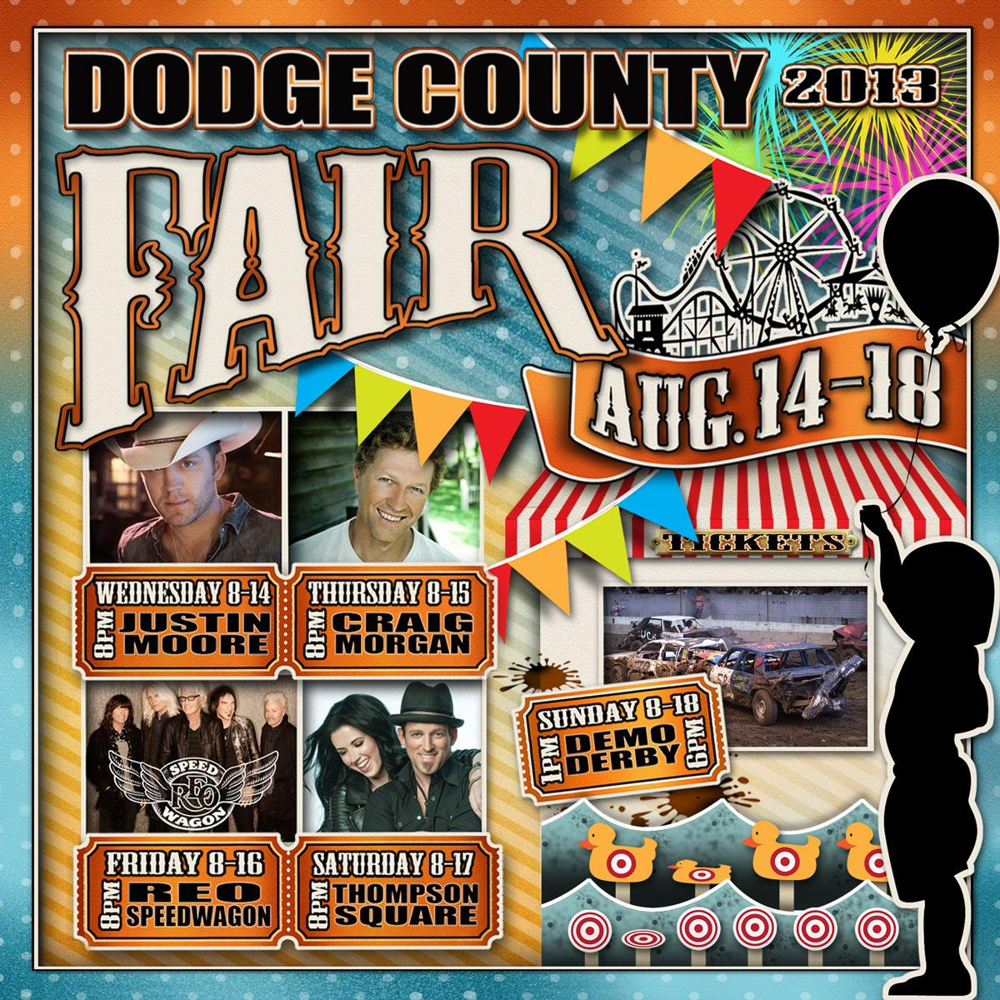 DODGE COUNTY 2013
FAIR
AUG. 14-18
TICKETS
WEDNESDAY 8-14
8PM
JUSTIN
MOORE
THURSDAY 8-15
8PM
CRAIG
MORGAN
SPEED
REO
WAGON
FRIDAY 8-16
8PM
REO
SPEEDWAGON
SATURDAY 8-17
8PM
THOMPSON
SQUARE
SUNDAY 8-18
1PM
DEMO
DERBY
6PM